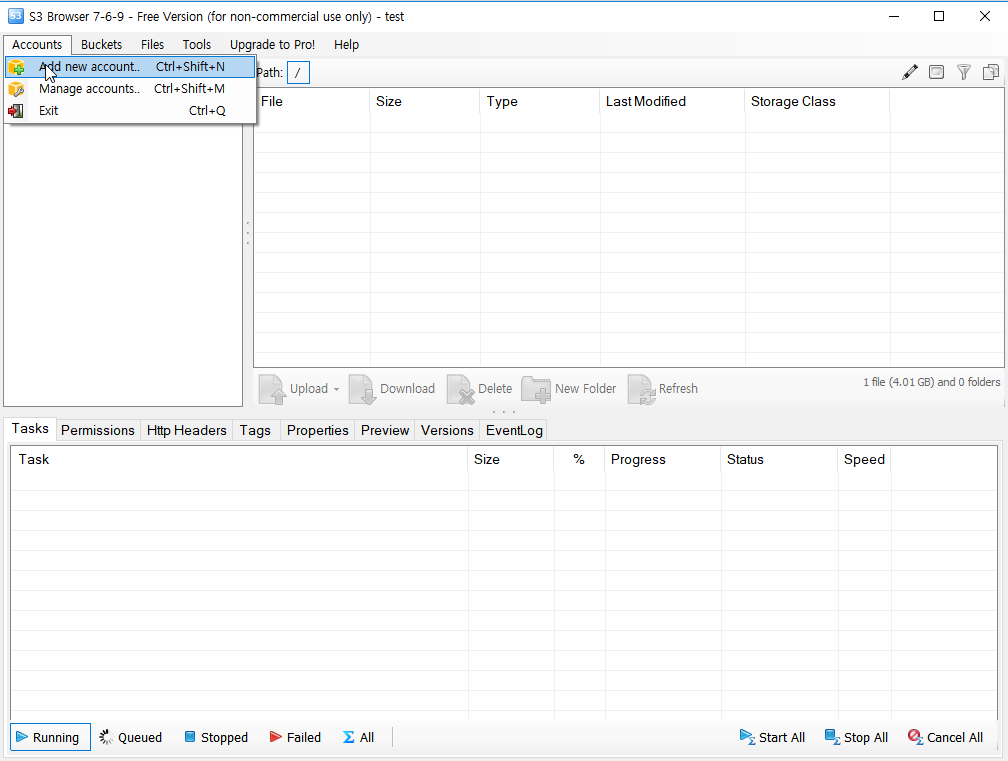 S3 S3 Browser 7-6-9 - Free Version (for non-commercial use only) - test
Accounts Buckets Files Tools Upgrade to Pro! Help
Add new account.. Ctrl+Shift+N
Path: /
Manage accounts.. Ctrl+Shift+M
Exit Ctrl+Q
File Size Type Last Modified Storage Class
Upload Download Delete New Folder Refresh
1 file (4.01 GB) and 0 folders
Tasks Permissions Http Headers Tags Properties Preview Versions EventLog
Task Size % Progress Status Speed
Running Queued Stopped Failed All Start All Stop All Cancel All